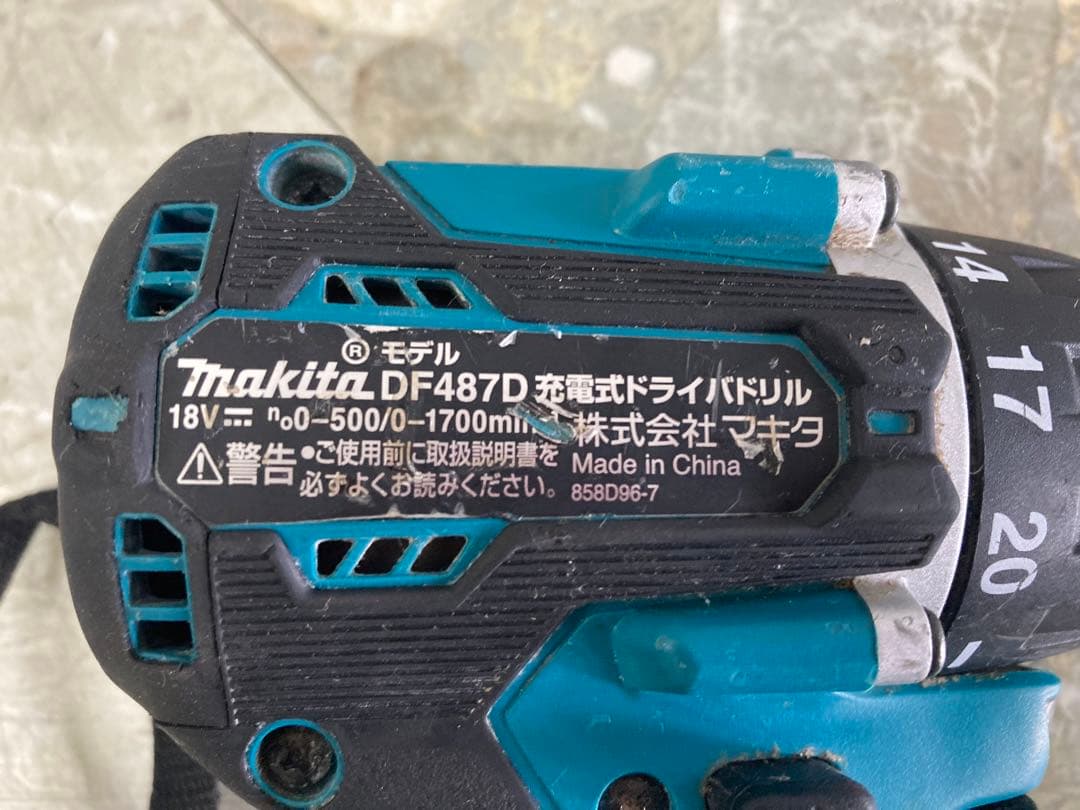 makita® モデル DF487D 充電式ドライバドリル
18V⎓ n₀0-500/0-1700min 株式会社 マキタ
⚠警告 •ご使用前に取扱説明書を
必ずよくお読みください。
Made in China
858D96-7
14
17
20